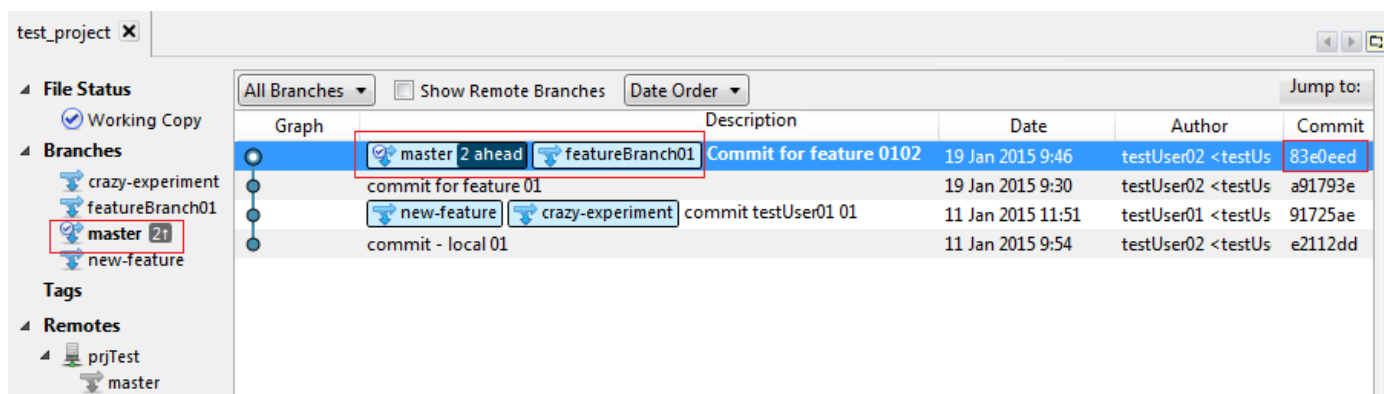 test_project
File Status
Working Copy
Branches
crazy-experiment
featureBranch01
master 2↑
new-feature
Tags
Remotes
prjTest
master
All Branches Show Remote Branches Date Order Jump to:
Graph Description Date Author Commit
master 2 ahead featureBranch01 Commit for feature 0102 19 Jan 2015 9:46 testUser02 <testUs 83e0eed
commit for feature 01 19 Jan 2015 9:30 testUser02 <testUs a91793e
new-feature crazy-experiment commit testUser01 01 11 Jan 2015 11:51 testUser01 <testUs 91725ae
commit - local 01 11 Jan 2015 9:54 testUser02 <testUs e2112dd